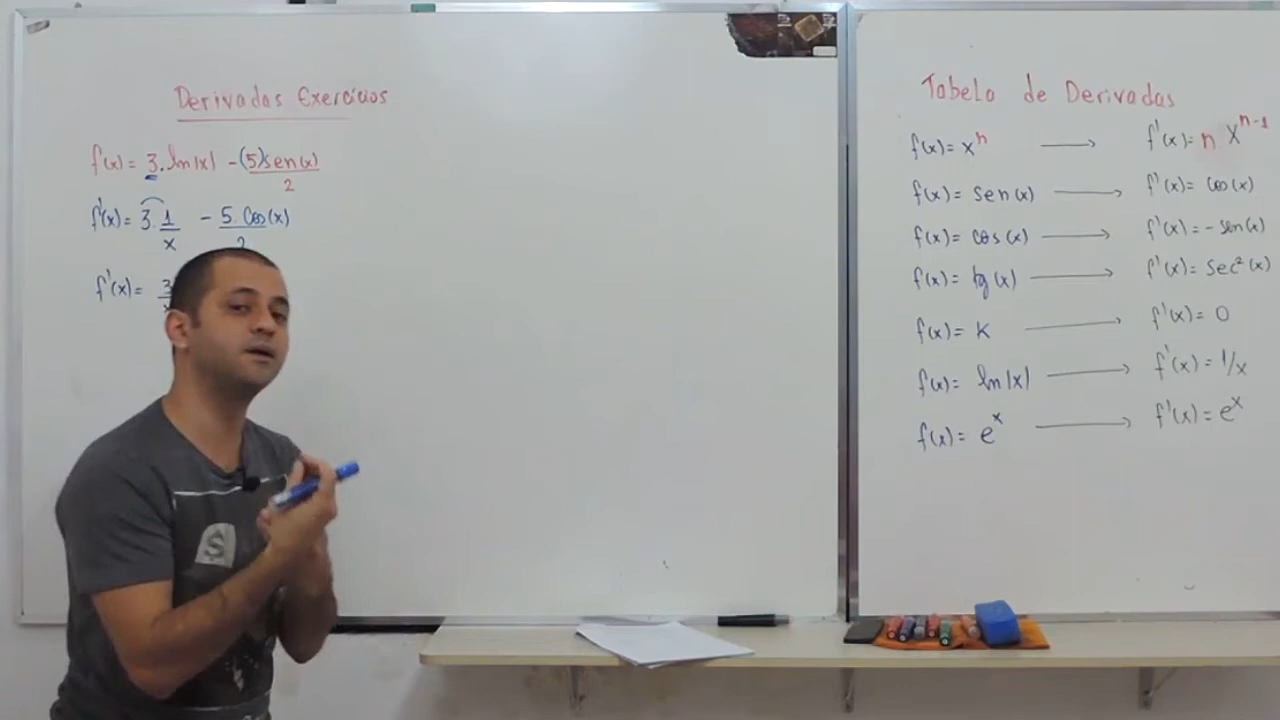 Derivadas Exercícios
f(x) = 3.ln|x| - (5)sen(x)/2
f'(x) = 3.1/x - 5.Cos(x)/2
f'(x) = 3
Tabela de Derivadas
f(x) = x^n → f'(x) = n x^(n-1)
f(x) = sen(x) → f'(x) = cos(x)
f(x) = cos(x) → f'(x) = -sen(x)
f(x) = tg(x) → f'(x) = sec²(x)
f(x) = K → f'(x) = 0
f(x) = ln|x| → f'(x) = 1/x
f(x) = e^x → f'(x) = e^x
$